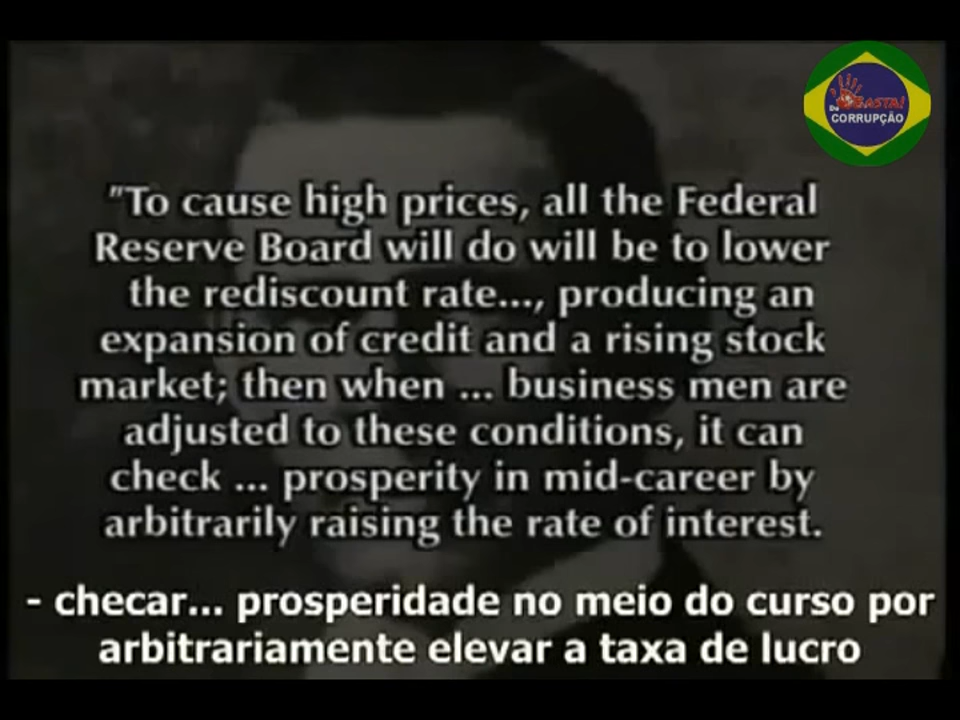 Da BASTA!
CORRUPÇÃO
"To cause high prices, all the Federal
Reserve Board will do will be to lower
the rediscount rate..., producing an
expansion of credit and a rising stock
market; then when ... business men are
adjusted to these conditions, it can
check ... prosperity in mid-career by
arbitrarily raising the rate of interest.
- checar... prosperidade no meio do curso por
arbitrariamente elevar a taxa de lucro